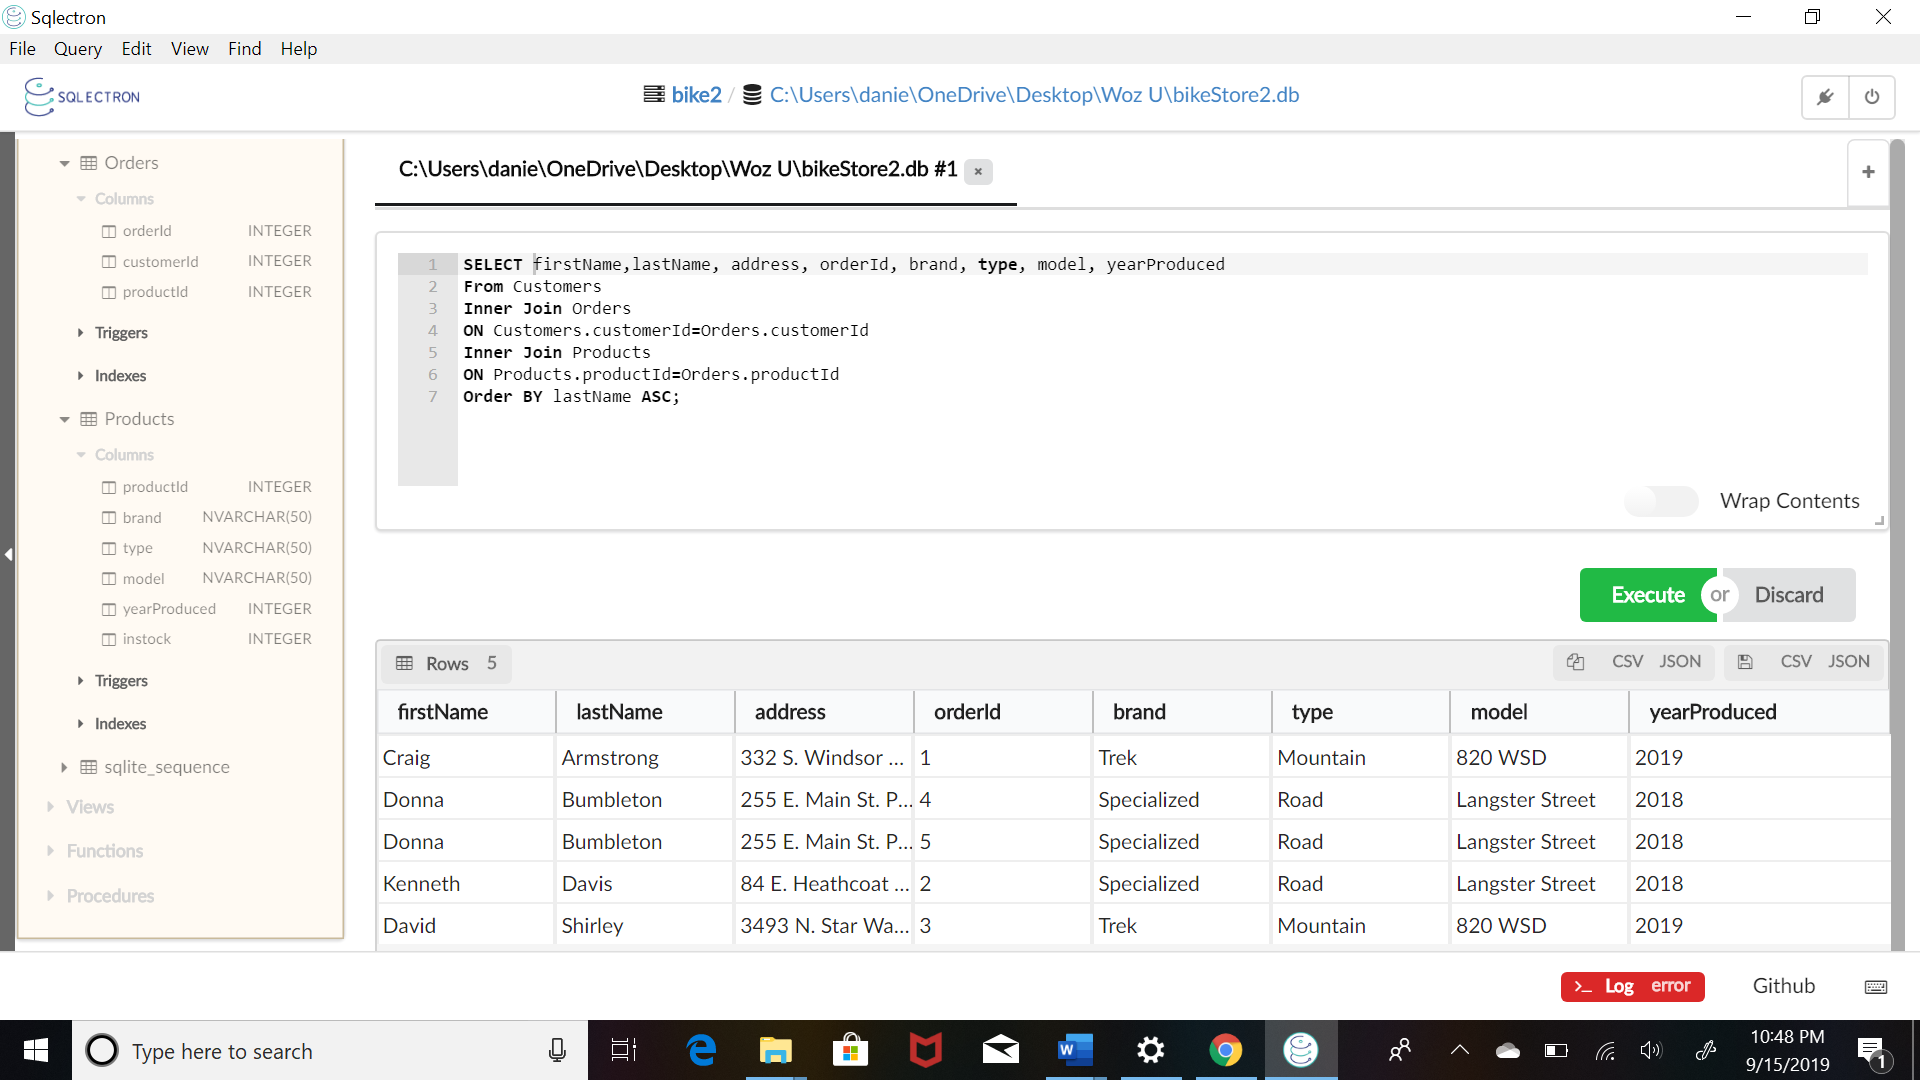 Sqlectron
File Query Edit View Find Help
SQLECTRON
bike2 / C:\Users\danie\OneDrive\Desktop\Woz U\bikeStore2.db
Orders
Columns
orderId INTEGER
customerId INTEGER
productId INTEGER
Triggers
Indexes
Products
Columns
productId INTEGER
brand NVARCHAR(50)
type NVARCHAR(50)
model NVARCHAR(50)
yearProduced INTEGER
instock INTEGER
Triggers
Indexes
sqlite_sequence
Views
Functions
Procedures
C:\Users\danie\OneDrive\Desktop\Woz U\bikeStore2.db #1 ×
+
1 SELECT firstName,lastName, address, orderId, brand, type, model, yearProduced
2 From Customers
3 Inner Join Orders
4 ON Customers.customerId=Orders.customerId
5 Inner Join Products
6 ON Products.productId=Orders.productId
7 Order BY lastName ASC;
Wrap Contents
Execute or Discard
Rows 5 CSV JSON CSV JSON
firstName lastName address orderId brand type model yearProduced
Craig Armstrong 332 S. Windsor ... 1 Trek Mountain 820 WSD 2019
Donna Bumbleton 255 E. Main St. P... 4 Specialized Road Langster Street 2018
Donna Bumbleton 255 E. Main St. P... 5 Specialized Road Langster Street 2018
Kenneth Davis 84 E. Heathcoat ... 2 Specialized Road Langster Street 2018
David Shirley 3493 N. Star Wa... 3 Trek Mountain 820 WSD 2019
>_ Log error Github
Type here to search
W
10:48 PM
9/15/2019
1